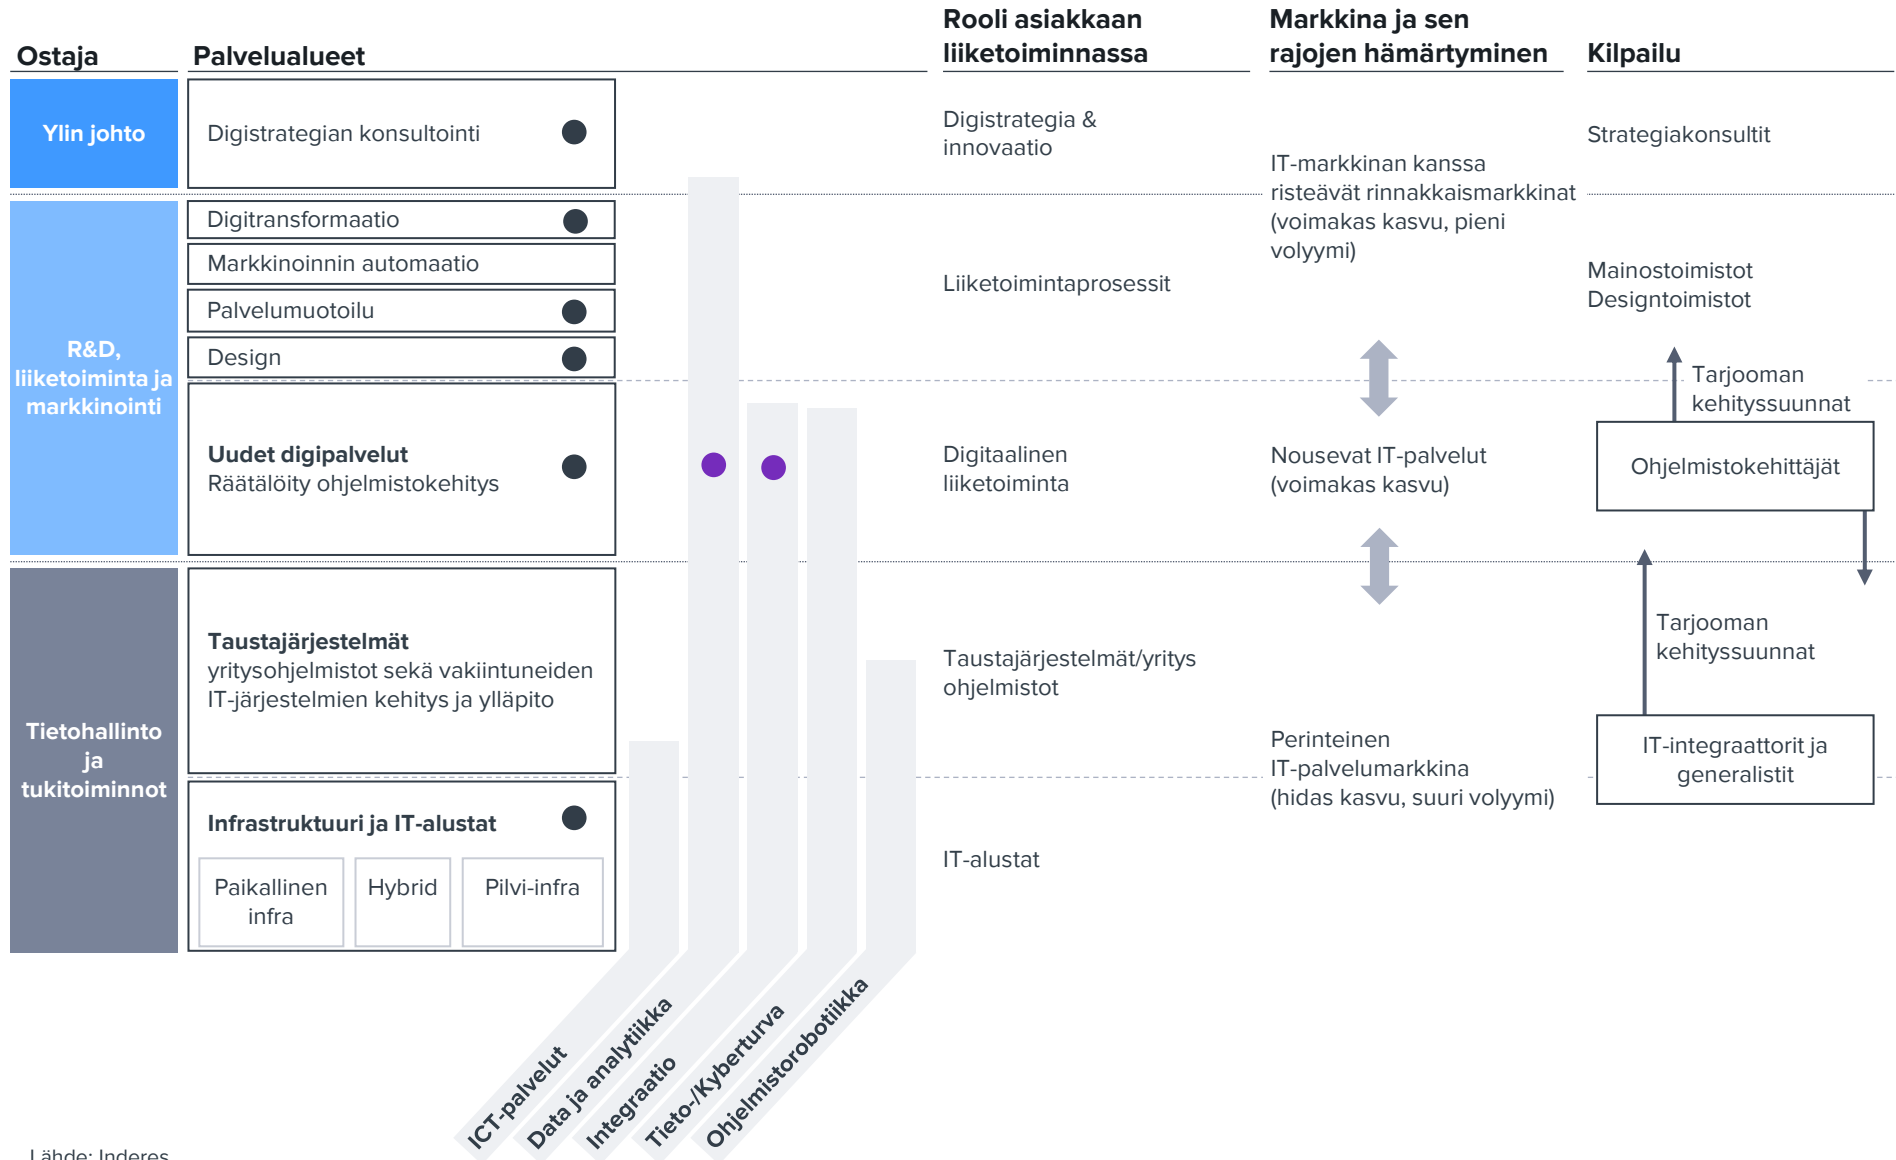 Ostaja
Palvelualueet
Rooli asiakkaan
liiketoiminnassa
Markkina ja sen
rajojen hämärtyminen
Kilpailu
Ylin johto
Digistrategian konsultointi
Digistrategia &
innovaatio
IT-markkinan kanssa
risteävät rinnakkaismarkkinat
(voimakas kasvu, pieni
volyymi)
Strategiakonsultit
R&D,
liiketoiminta ja
markkinointi
Digitransformaatio
Markkinoinnin automaatio
Palvelumuotoilu
Design
Liiketoimintaprosessit
Mainostoimistot
Designtoimistot
Tarjooman
kehityssuunnat
Uudet digipalvelut
Räätälöity ohjelmistokehitys
Digitaalinen
liiketoiminta
Nousevat IT-palvelut
(voimakas kasvu)
Ohjelmistokehittäjät
Tietohallinto
ja
tukitoiminnot
Taustajärjestelmät
yritysohjelmistot sekä vakiintuneiden
IT-järjestelmien kehitys ja ylläpito
Taustajärjestelmät/yritys
ohjelmistot
Tarjooman
kehityssuunnat
Perinteinen
IT-palvelumarkkina
(hidas kasvu, suuri volyymi)
IT-integraattorit ja
generalistit
Infrastruktuuri ja IT-alustat
Paikallinen
infra
Hybrid
Pilvi-infra
IT-alustat
ICT-palvelut
Data ja analytiikka
Integraatio
Tieto-/Kyberturva
Ohjelmistorobotiikka
Lähde: Inderes